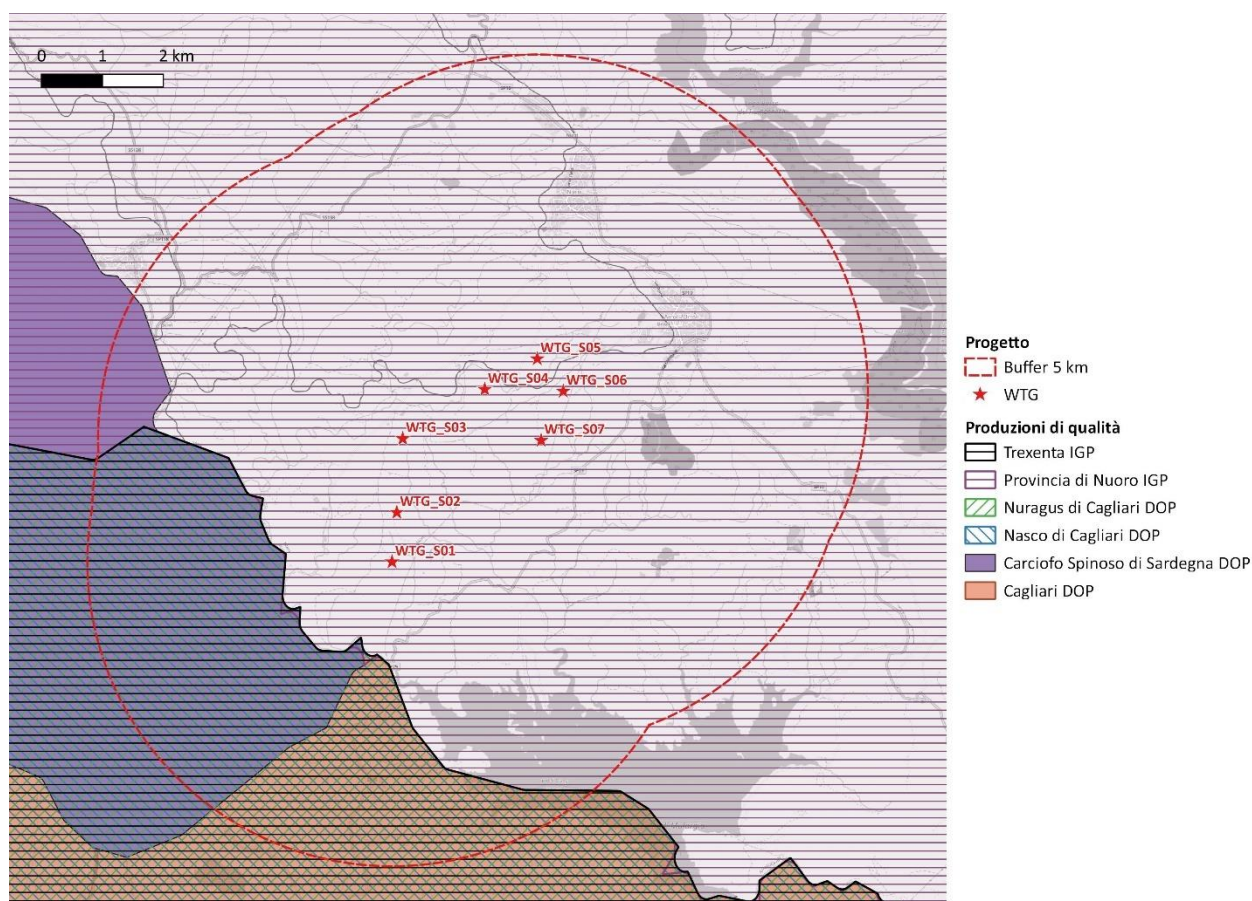 0 1 2 km
WTG_S05
WTG_S04
WTG_S06
WTG_S03
WTG_S07
WTG_S02
WTG_S01
Progetto
Buffer 5 km
WTG
Produzioni di qualità
Trexenta IGP
Provincia di Nuoro IGP
Nuragus di Cagliari DOP
Nasco di Cagliari DOP
Carciofo Spinoso di Sardegna DOP
Cagliari DOP